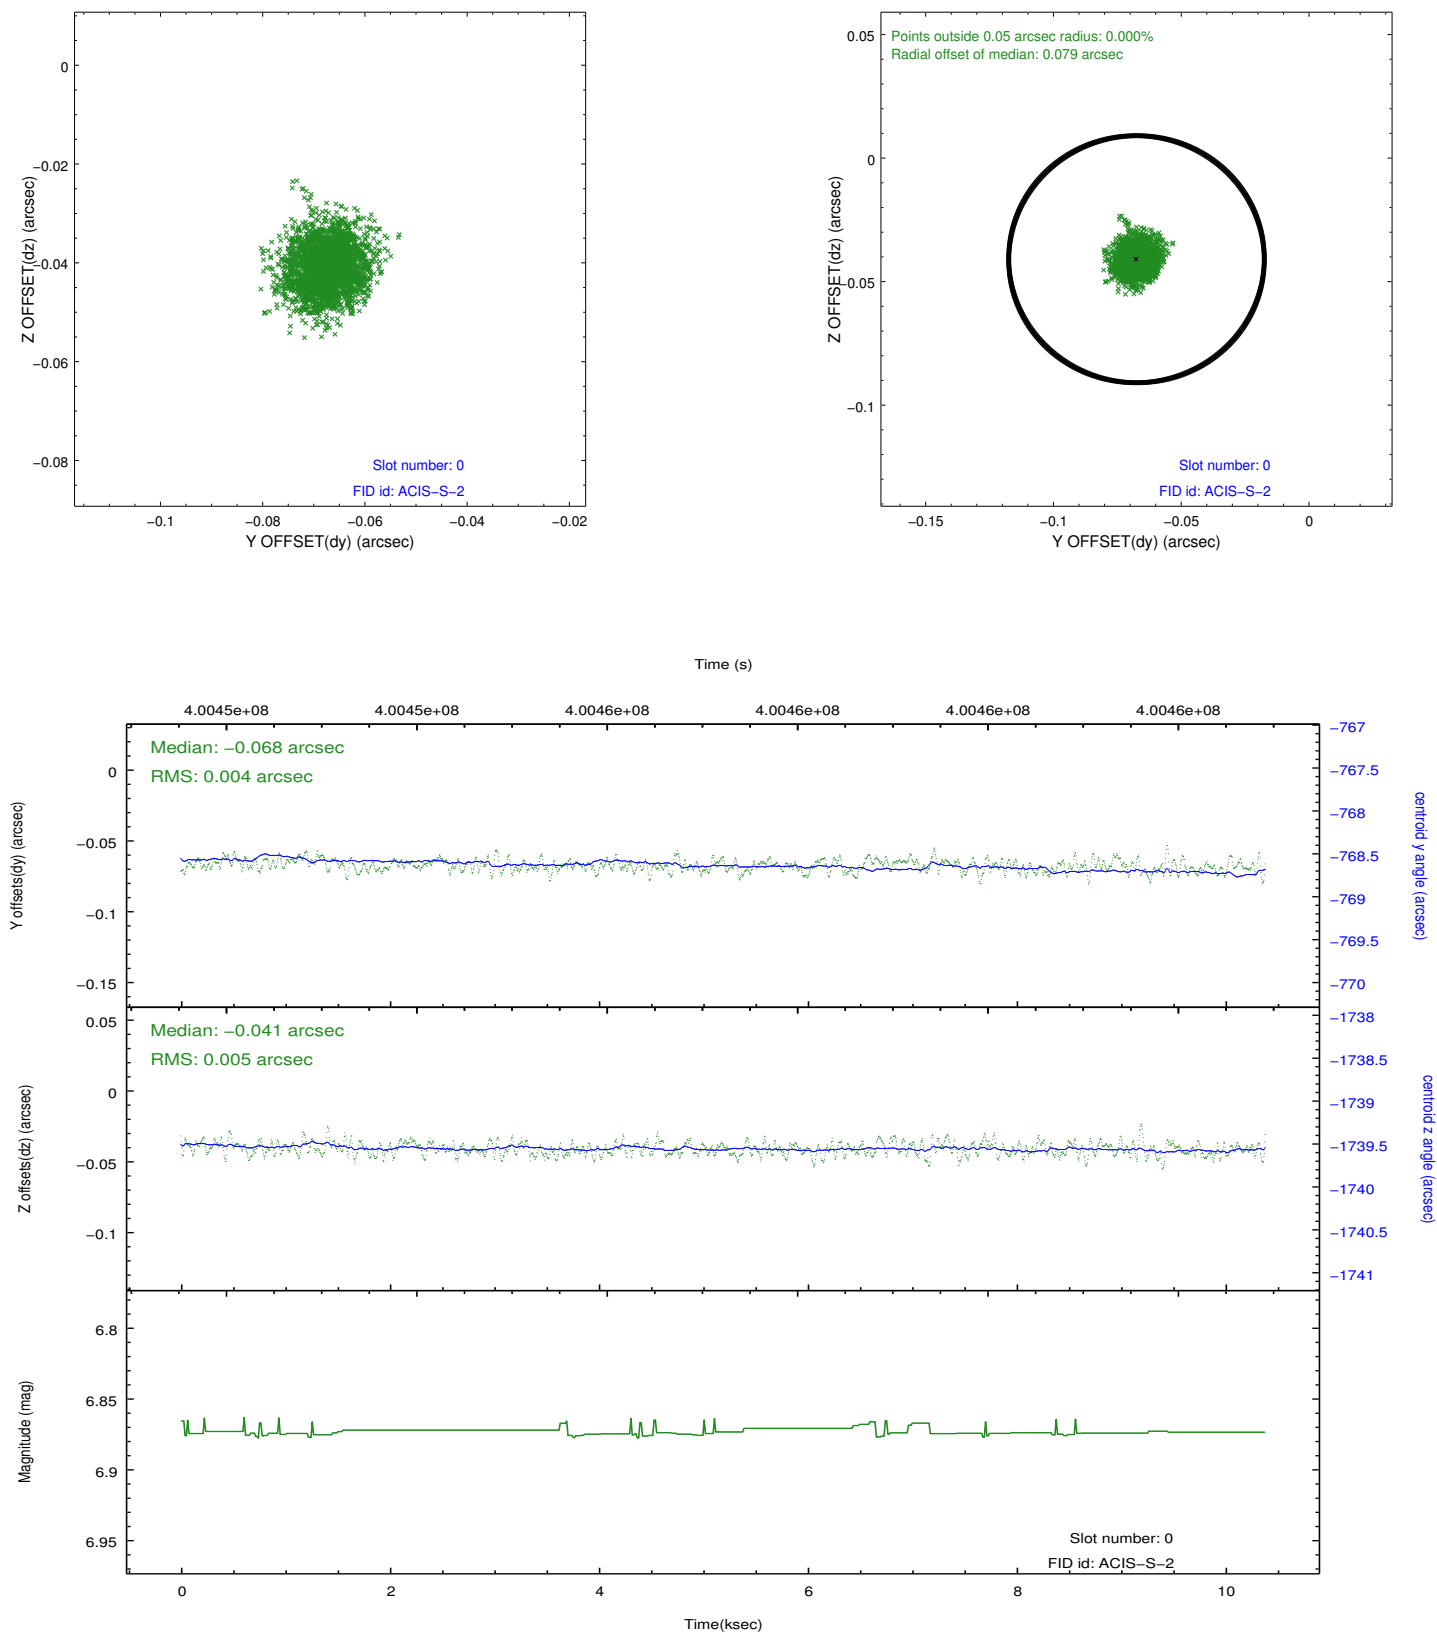 0
−0.02
−0.04
−0.06
−0.08
Z OFFSET(dz) (arcsec)
Slot number: 0
FID id: ACIS−S−2
−0.1
−0.08
−0.06
−0.04
−0.02
Y OFFSET(dy) (arcsec)
0.05
0
−0.05
−0.1
Z OFFSET(dz) (arcsec)
Points outside 0.05 arcsec radius: 0.000%
Radial offset of median: 0.079 arcsec
Slot number: 0
FID id: ACIS−S−2
−0.15
−0.1
−0.05
0
Y OFFSET(dy) (arcsec)
Time (s)
4.0045e+08
4.0045e+08
4.0046e+08
4.0046e+08
4.0046e+08
4.0046e+08
Median: −0.068 arcsec
RMS: 0.004 arcsec
0
−0.05
−0.1
−0.15
Y offsets(dy) (arcsec)
−767
−767.5
−768
−768.5
−769
−769.5
−770
centroid y angle (arcsec)
Median: −0.041 arcsec
RMS: 0.005 arcsec
0.05
0
−0.05
−0.1
Z offsets(dz) (arcsec)
−1738
−1738.5
−1739
−1739.5
−1740
−1740.5
−1741
centroid z angle (arcsec)
6.8
6.85
6.9
6.95
Magnitude (mag)
Slot number: 0
FID id: ACIS−S−2
0
2
4
6
8
10
Time(ksec)